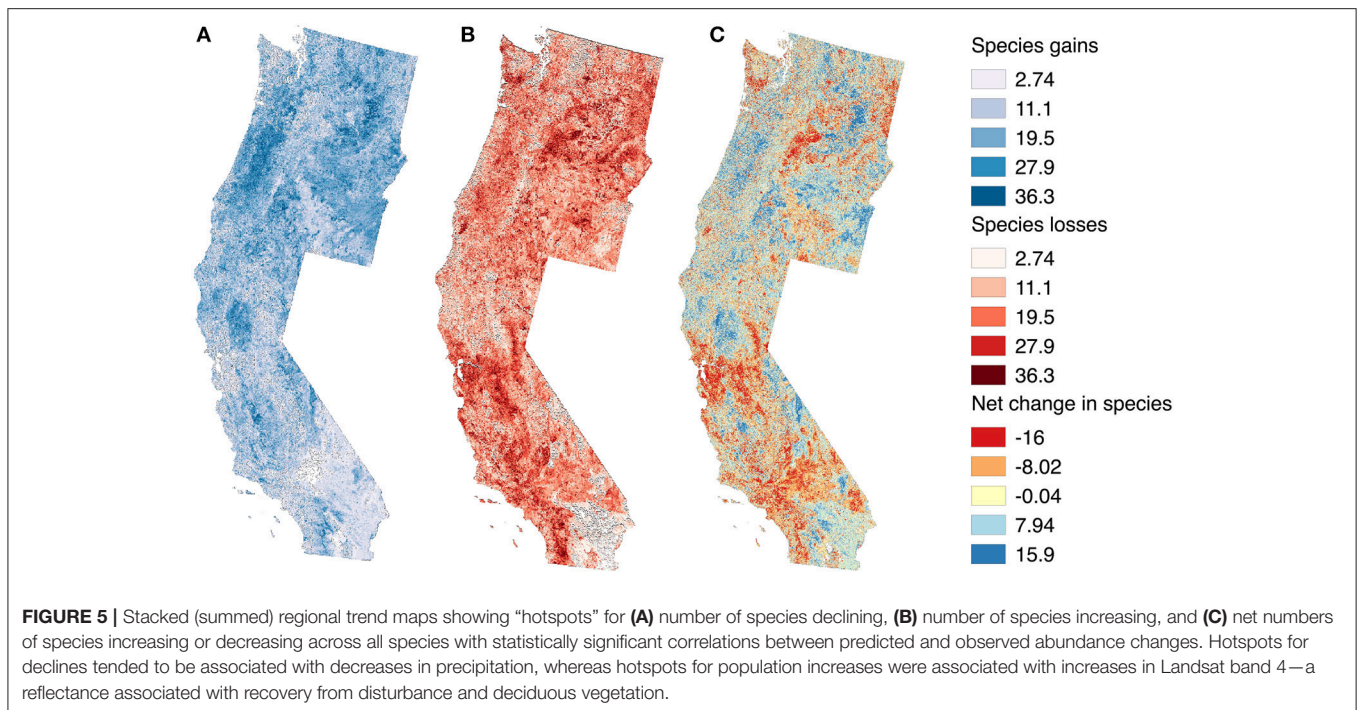 A
B
C
Species gains
2.74
11.1
19.5
27.9
36.3
Species losses
2.74
11.1
19.5
27.9
36.3
Net change in species
-16
-8.02
-0.04
7.94
15.9
FIGURE 5 | Stacked (summed) regional trend maps showing “hotspots” for (A) number of species declining, (B) number of species increasing, and (C) net numbers
of species increasing or decreasing across all species with statistically significant correlations between predicted and observed abundance changes. Hotspots for
declines tended to be associated with decreases in precipitation, whereas hotspots for population increases were associated with increases in Landsat band 4—a
reflectance associated with recovery from disturbance and deciduous vegetation.